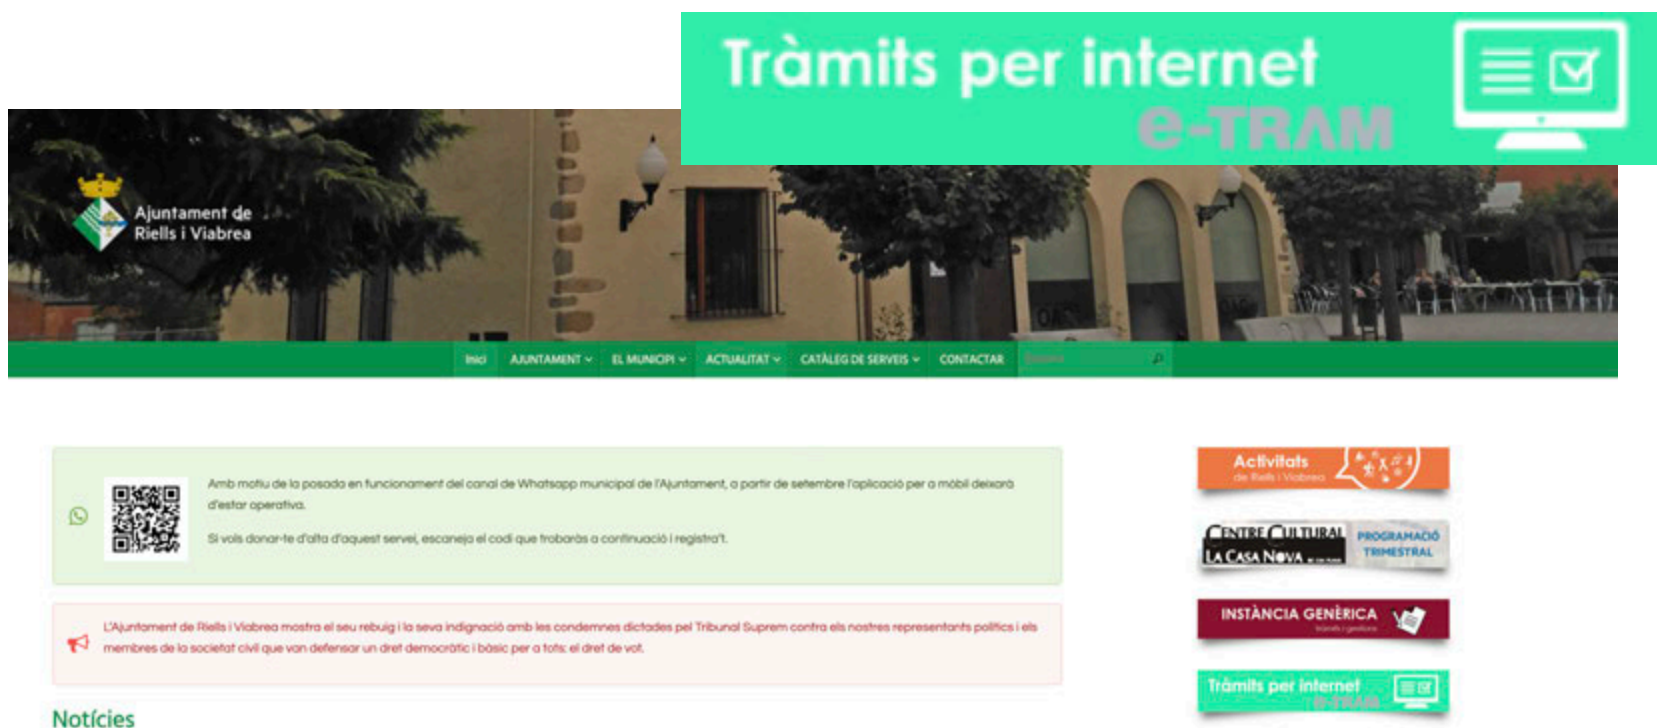 Tràmits per internet
e-TRAM
Ajuntament de
Riells i Viabrea
Inici AJUNTAMENT EL MUNICIPI ACTUALITAT CATÀLEG DE SERVEIS CONTACTAR
Amb motiu de la posada en funcionament del canal de Whatsapp municipal de l'Ajuntament, a partir de setembre l'aplicació per a mòbil deixarà
d'estar operativa.
Si vols donar-te d'alta d'aquest servei, escaneja el codi que trobaràs a continuació i registra't.
L'Ajuntament de Riells i Viabrea mostra el seu rebuig i la seva indignació amb les condemnes dictades pel Tribunal Suprem contra els nostres representants polítics i els
membres de la societat civil que van defensar un dret democràtic i bàsic per a tots: el dret de vot.
Notícies
Activitats
de Riells i Viabrea
CENTRE CULTURAL
LA CASA NOVA
PROGRAMACIÓ
TRIMESTRAL
INSTÀNCIA GENÈRICA
tràmits i gestions
Tràmits per internet
e-TRAM